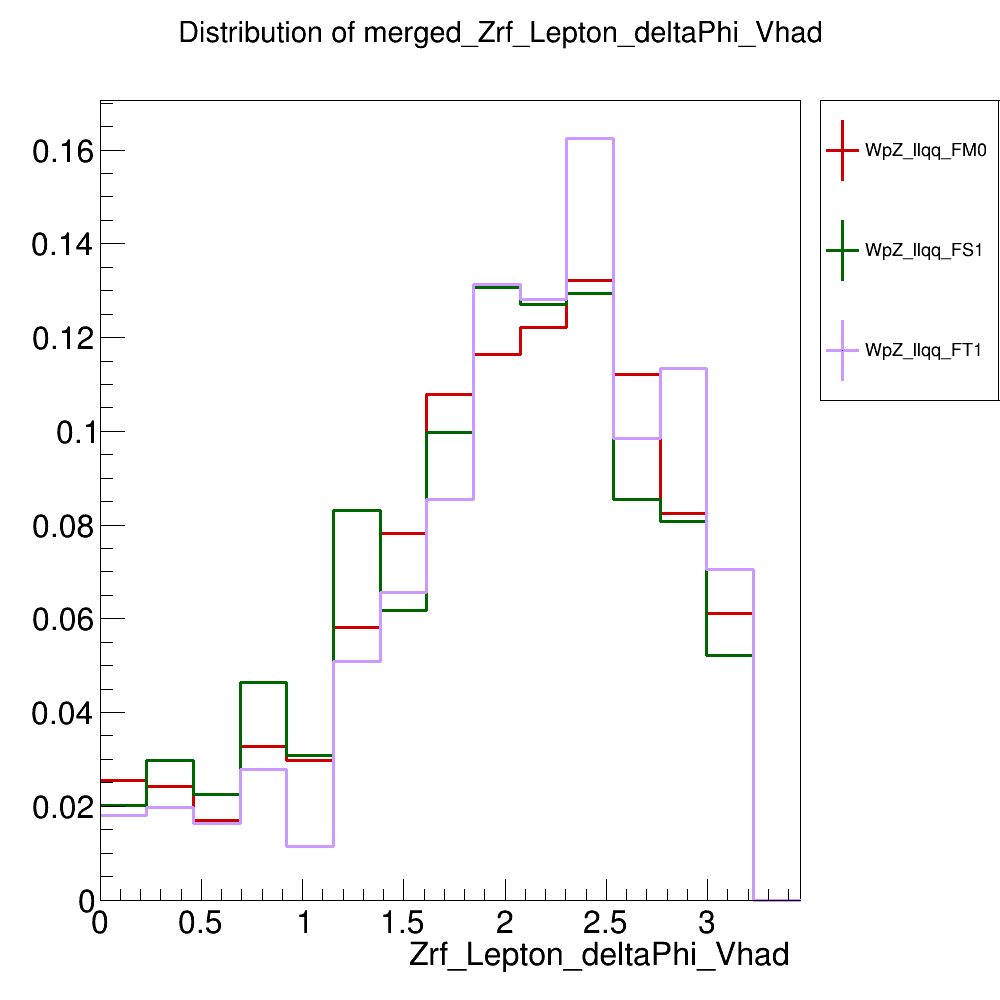 Distribution of merged_Zrf_Lepton_deltaPhi_Vhad
WpZ_llqq_FM0
WpZ_llqq_FS1
WpZ_llqq_FT1
0.16
0.14
0.12
0.1
0.08
0.06
0.04
0.02
0
0 0.5 1 1.5 2 2.5 3
Zrf_Lepton_deltaPhi_Vhad